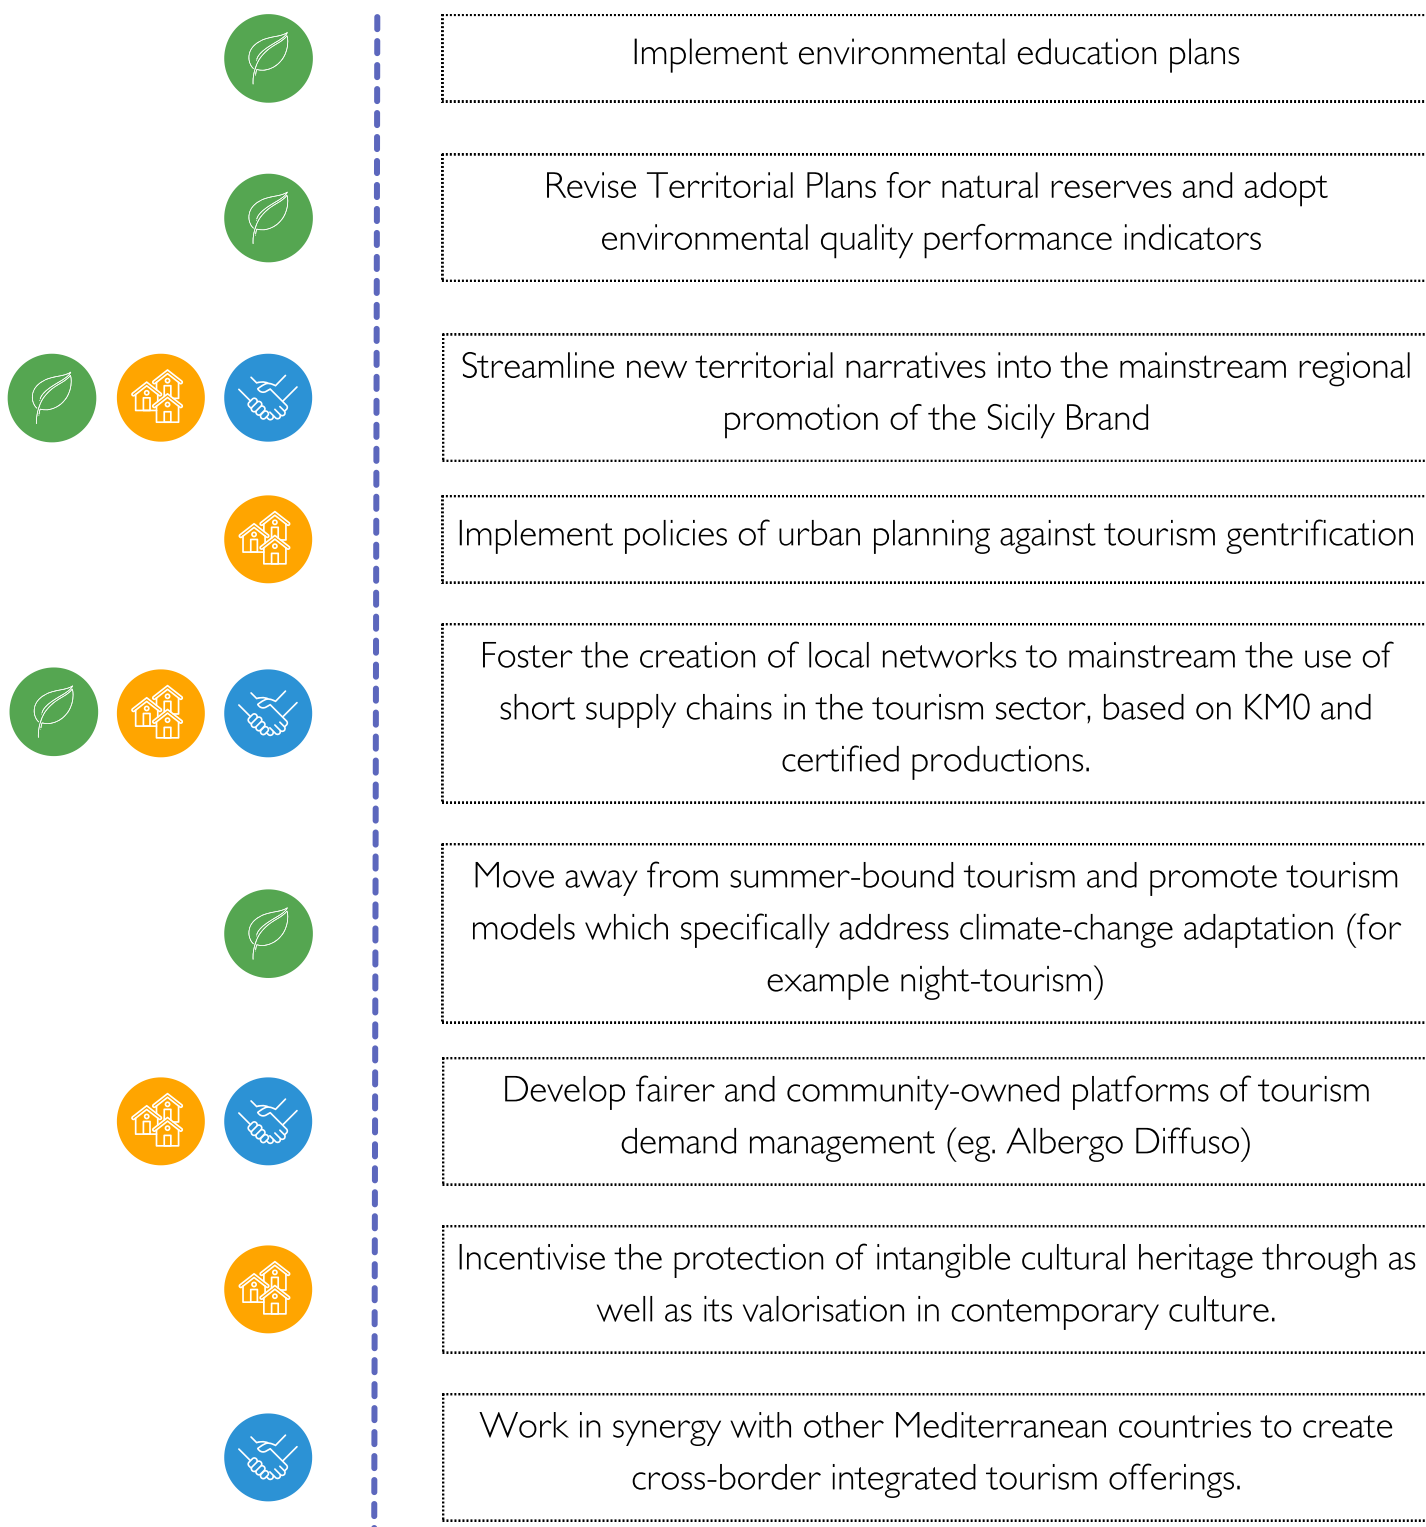 Implement environmental education plans
Revise Territorial Plans for natural reserves and adopt
environmental quality performance indicators
Streamline new territorial narratives into the mainstream regional
promotion of the Sicily Brand
Implement policies of urban planning against tourism gentrification
Foster the creation of local networks to mainstream the use of
short supply chains in the tourism sector, based on KM0 and
certified productions.
Move away from summer-bound tourism and promote tourism
models which specifically address climate-change adaptation (for
example night-tourism)
Develop fairer and community-owned platforms of tourism
demand management (eg. Albergo Diffuso)
Incentivise the protection of intangible cultural heritage through as
well as its valorisation in contemporary culture.
Work in synergy with other Mediterranean countries to create
cross-border integrated tourism offerings.